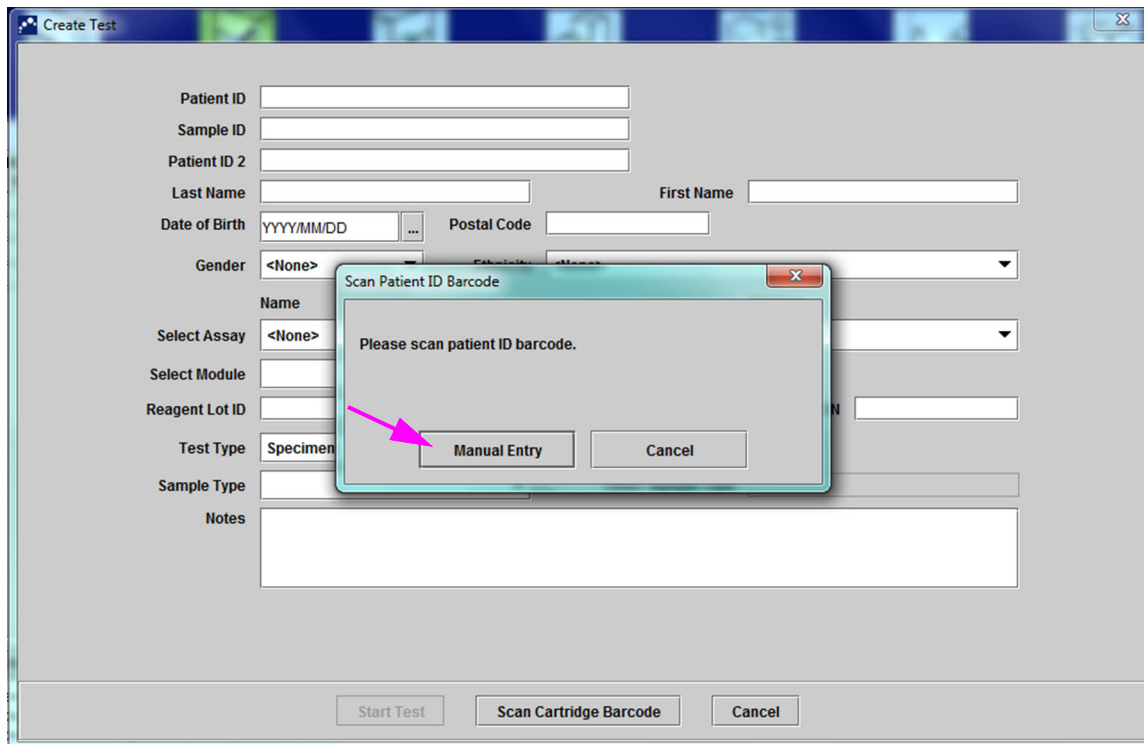 Create Test
Patient ID
Sample ID
Patient ID 2
Last Name First Name
Date of Birth YYYY/MM/DD ... Postal Code
Gender <None> Ethnicity <None>
Scan Patient ID Barcode
Name
Select Assay <None>
Please scan patient ID barcode.
Select Module
Reagent Lot ID N
Test Type Specimen
Manual Entry Cancel
Sample Type
Notes
Start Test Scan Cartridge Barcode Cancel